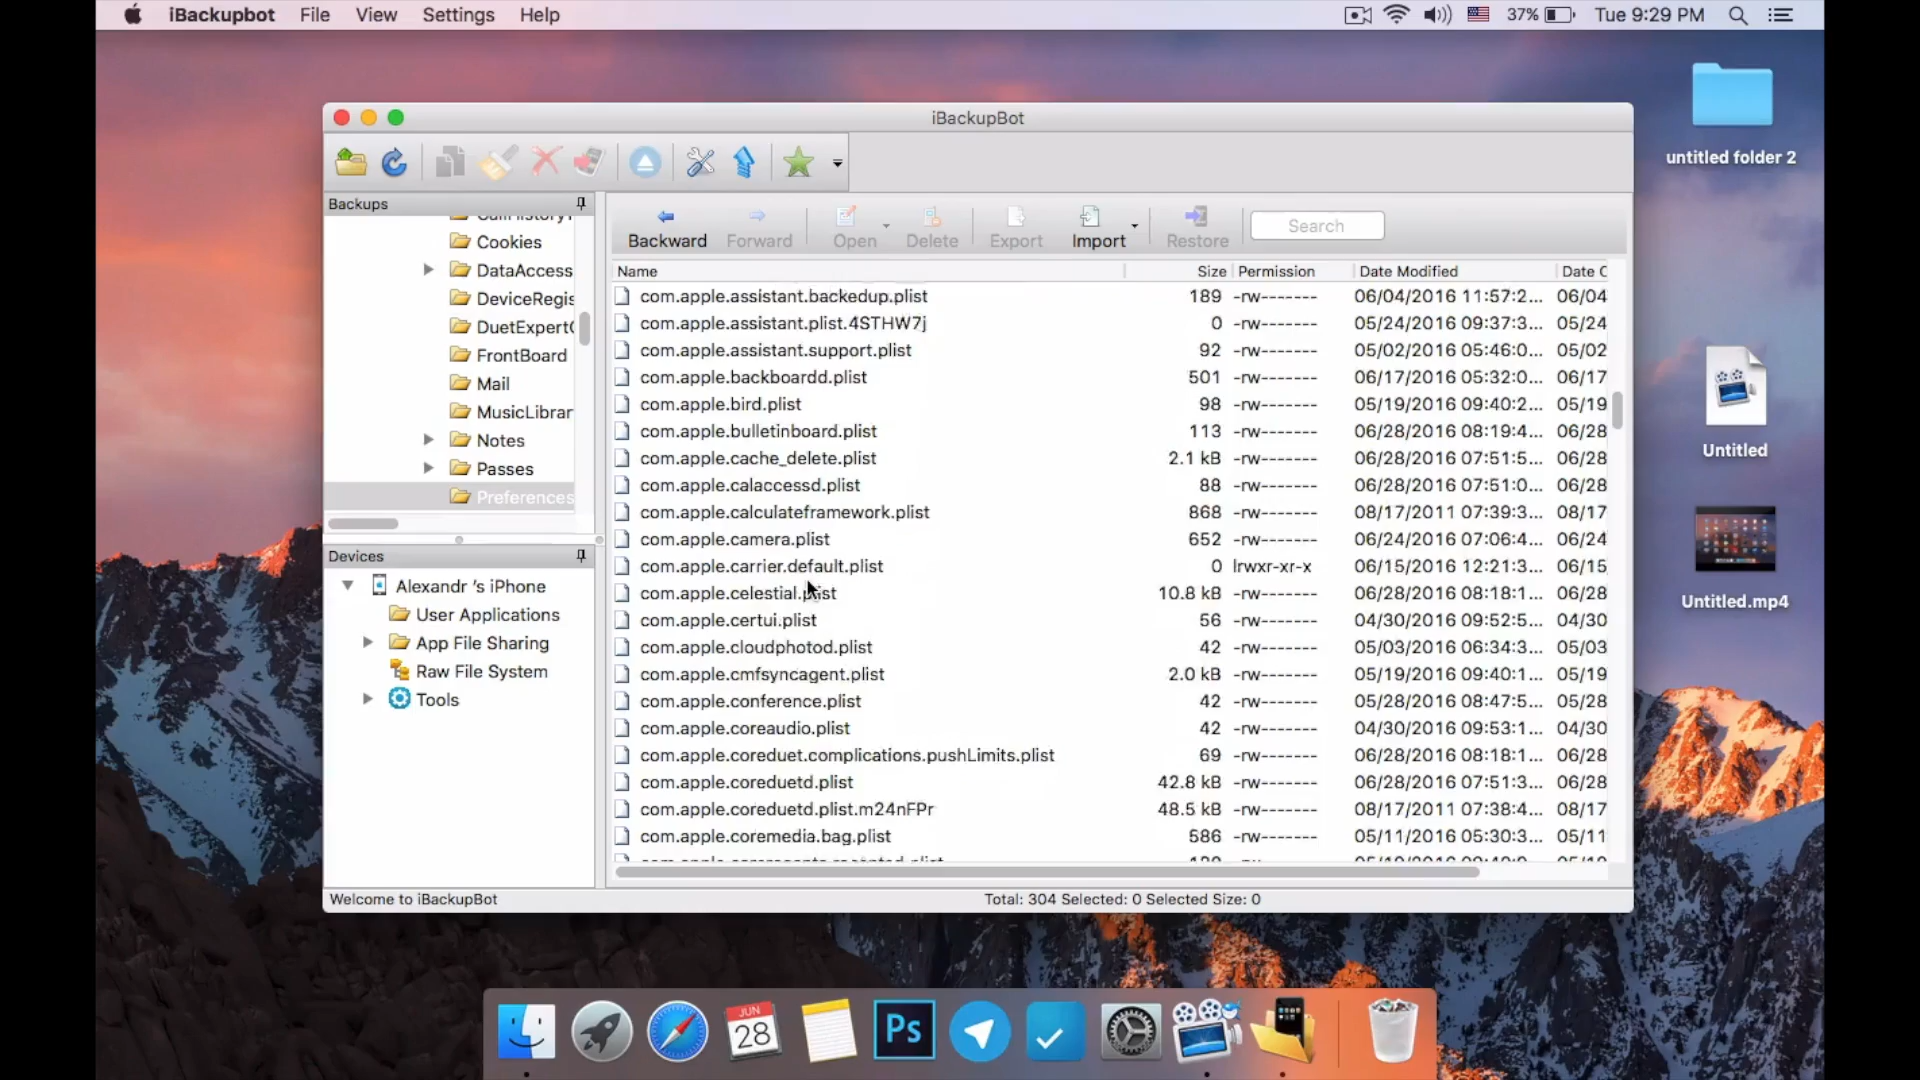 iBackupbot File View Settings Help 37% Tue 9:29 PM
iBackupBot
Backups
Cookies
DataAccess
DeviceRegis
DuetExpert
FrontBoard
Mail
MusicLibrar
Notes
Passes
Preferences
Devices
Alexandr 's iPhone
User Applications
App File Sharing
Raw File System
Tools
Backward Forward Open Delete Export Import Restore Search
Name Size Permission Date Modified Date C
com.apple.assistant.backedup.plist 189 -rw------- 06/04/2016 11:57:2... 06/04
com.apple.assistant.plist.4STHW7j 0 -rw------- 05/24/2016 09:37:3... 05/24
com.apple.assistant.support.plist 92 -rw------- 05/02/2016 05:46:0... 05/02
com.apple.backboardd.plist 501 -rw------- 06/17/2016 05:32:0... 06/17
com.apple.bird.plist 98 -rw------- 05/19/2016 09:40:2... 05/19
com.apple.bulletinboard.plist 113 -rw------- 06/28/2016 08:19:4... 06/28
com.apple.cache_delete.plist 2.1 kB -rw------- 06/28/2016 07:51:5... 06/28
com.apple.calaccessd.plist 88 -rw------- 06/28/2016 07:51:0... 06/28
com.apple.calculateframework.plist 868 -rw------- 08/17/2011 07:39:3... 08/17
com.apple.camera.plist 652 -rw------- 06/24/2016 07:06:4... 06/24
com.apple.carrier.default.plist 0 lrwxr-xr-x 06/15/2016 12:21:3... 06/15
com.apple.celestial.plist 10.8 kB -rw------- 06/28/2016 08:18:1... 06/28
com.apple.certui.plist 56 -rw------- 04/30/2016 09:52:5... 04/30
com.apple.cloudphotod.plist 42 -rw------- 05/03/2016 06:34:3... 05/03
com.apple.cmfsyncagent.plist 2.0 kB -rw------- 05/19/2016 09:40:1... 05/19
com.apple.conference.plist 42 -rw------- 05/28/2016 08:47:5... 05/28
com.apple.coreaudio.plist 42 -rw------- 04/30/2016 09:53:1... 04/30
com.apple.coreduet.complications.pushLimits.plist 69 -rw------- 06/28/2016 08:18:1... 06/28
com.apple.coreduetd.plist 42.8 kB -rw------- 06/28/2016 07:51:3... 06/28
com.apple.coreduetd.plist.m24nFPr 48.5 kB -rw------- 08/17/2011 07:38:4... 08/17
com.apple.coremedia.bag.plist 586 -rw------- 05/11/2016 05:30:3... 05/11
Welcome to iBackupBot Total: 304 Selected: 0 Selected Size: 0
untitled folder 2
Untitled
Untitled.mp4
JUN
28
Ps